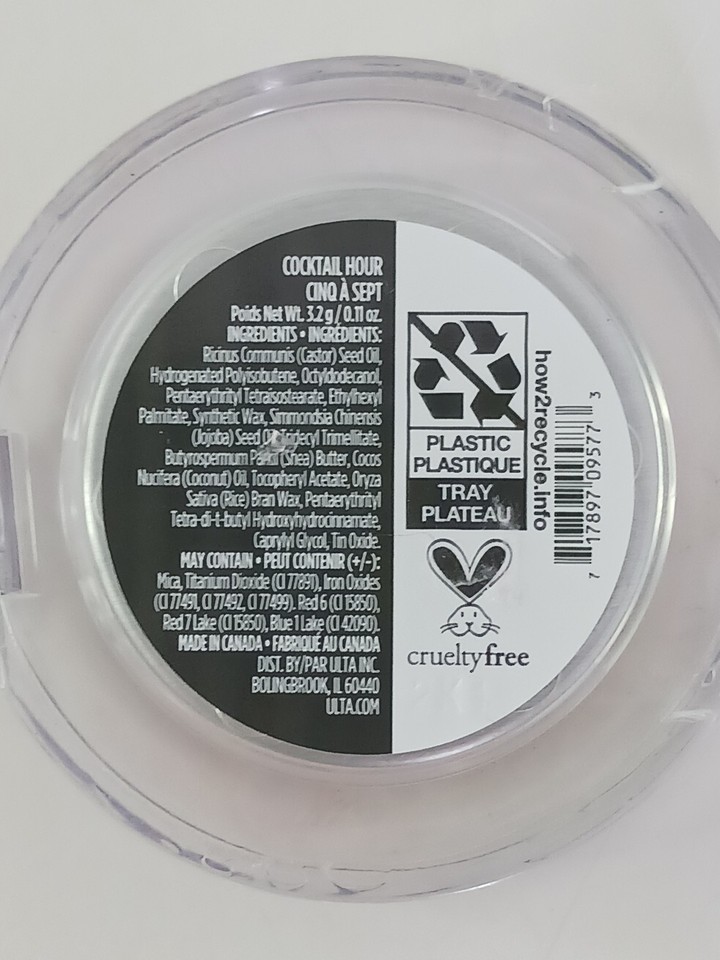 COCKTAIL HOUR
CINQ À SEPT
Poids Net Wt. 3.2 g / 0.11 oz.
INGREDIENTS • INGRÉDIENTS:
Ricinus Communis (Castor) Seed Oil,
Hydrogenated Polyisobutene, Octyldodecanol,
Pentaerythrityl Tetraisostearate, Ethylhexyl
Palmitate, Synthetic Wax, Simmondsia Chinensis
(Jojoba) Seed Oil, Tridecyl Trimellitate,
Butyrospermum Parkii (Shea) Butter, Cocos
Nucifera (Coconut) Oil, Tocopheryl Acetate, Oryza
Sativa (Rice) Bran Wax, Pentaerythrityl
Tetra-di-t-butyl Hydroxyhydrocinnamate,
Caprylyl Glycol, Tin Oxide.
MAY CONTAIN • PEUT CONTENIR (+/-):
Mica, Titanium Dioxide (CI 77891), Iron Oxides
(CI 77491, CI 77492, CI 77499). Red 6 (CI 15850),
Red 7 Lake (CI 15850), Blue 1 Lake (CI 42090).
MADE IN CANADA • FABRIQUÉ AU CANADA
DIST. BY/PAR ULTA INC.
BOLINGBROOK, IL 60440
ULTA.COM
PLASTIC
PLASTIQUE
TRAY
PLATEAU
how2recycle.info
7 17897 09577 3
crueltyfree